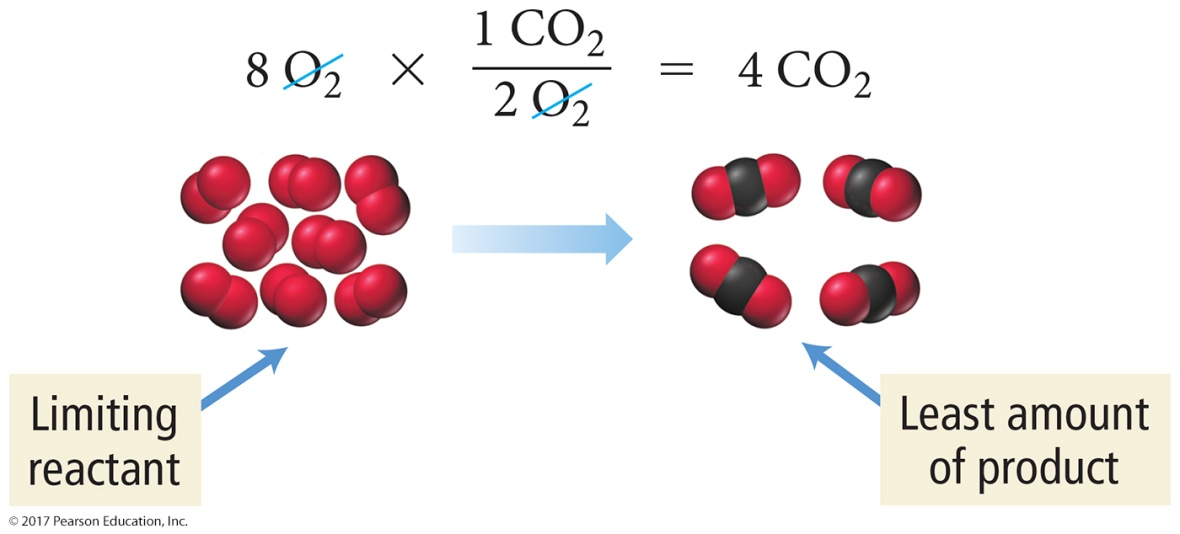 8 O₂ × 1 CO₂ / 2 O₂ = 4 CO₂
Limiting
reactant
Least amount
of product
© 2017 Pearson Education, Inc.